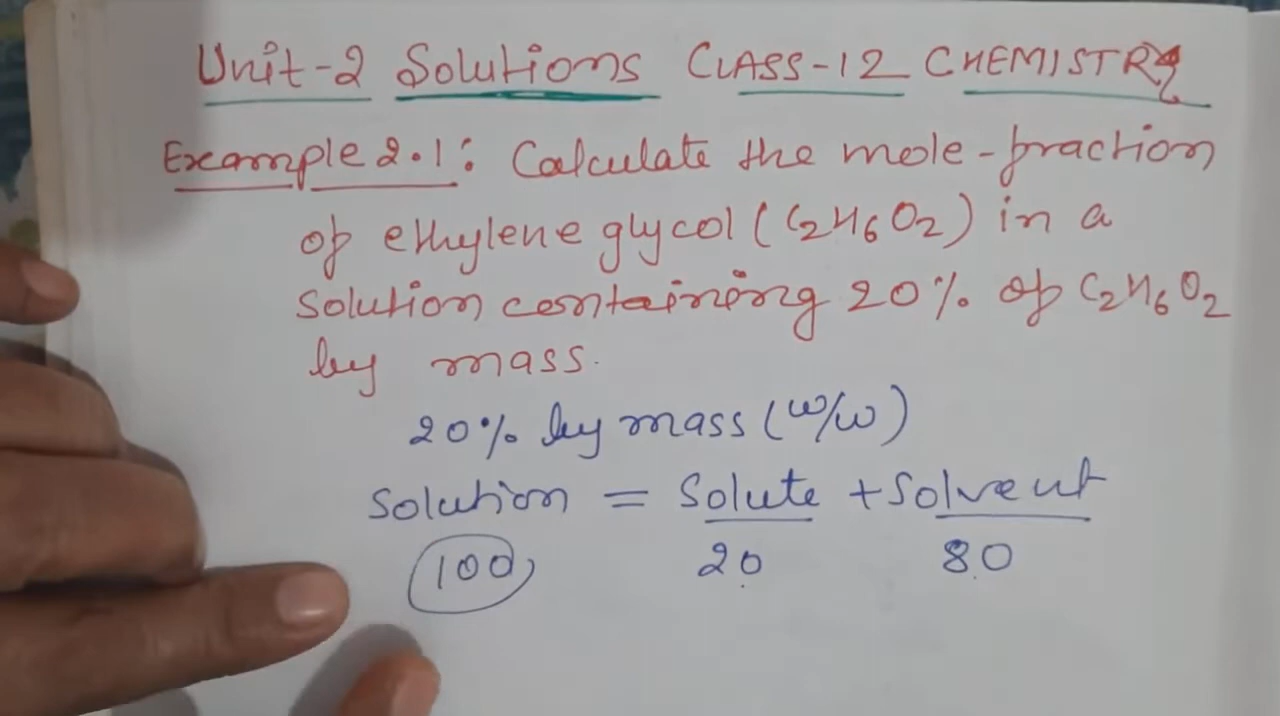 Unit-2 Solutions CLASS-12 CHEMISTRY
Example 2.1: Calculate the mole-fraction
of ethylene glycol (C2H6O2) in a
solution containing 20% of C2H6O2
by mass.
20% by mass (w/w)
Solution = Solute + Solvent
100 20 80